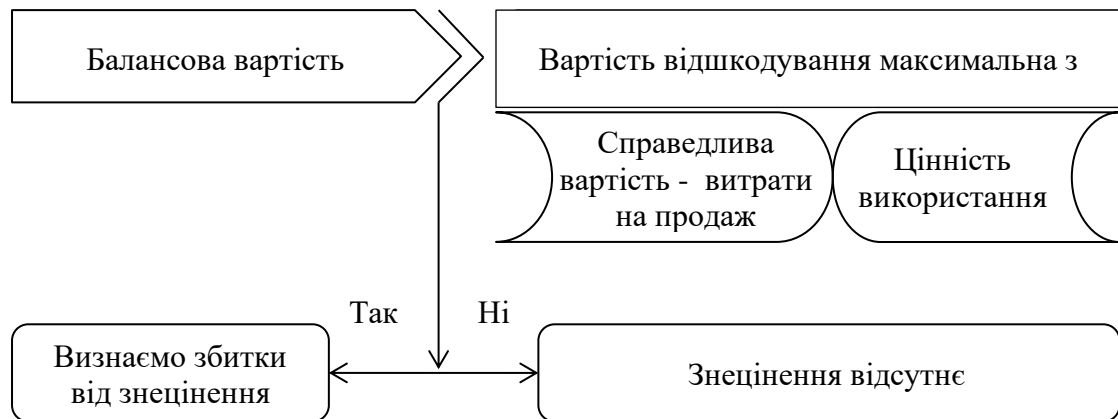 Балансова вартість
Вартість відшкодування максимальна з
Справедлива
вартість - витрати
на продаж
Цінність
використання
Так
Ні
Визнаємо збитки
від знецінення
Знецінення відсутнє